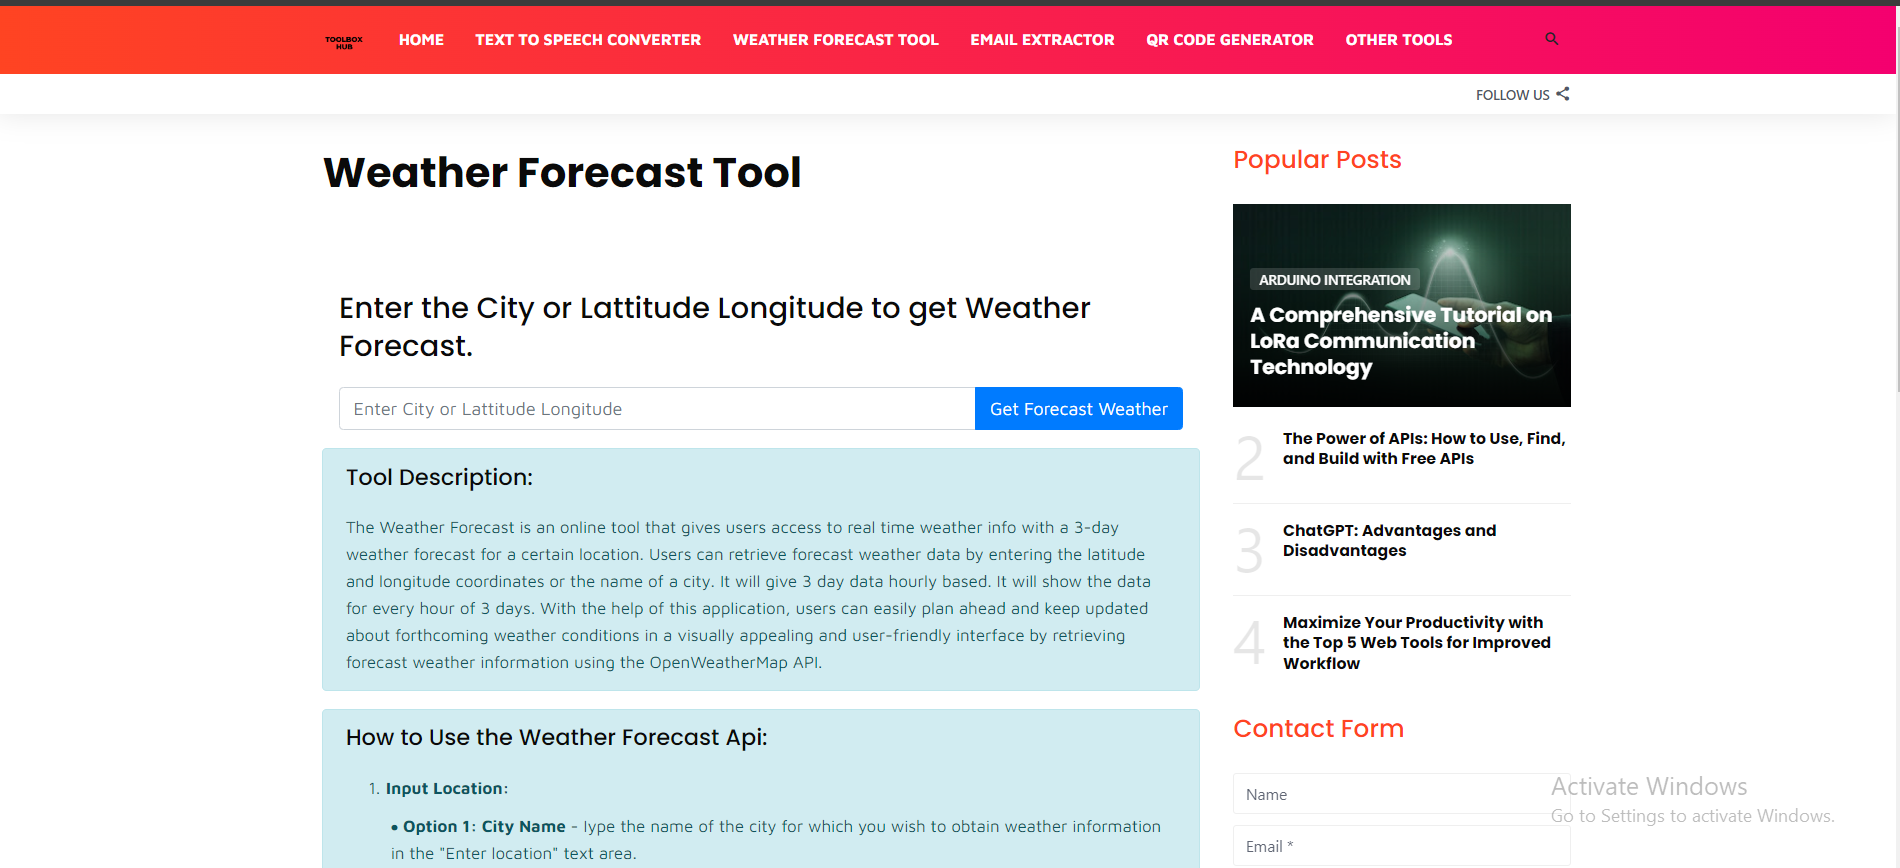 TOOLBOX
HUB
HOME
TEXT TO SPEECH CONVERTER
WEATHER FORECAST TOOL
EMAIL EXTRACTOR
QR CODE GENERATOR
OTHER TOOLS
FOLLOW US
Weather Forecast Tool
Enter the City or Lattitude Longitude to get Weather
Forecast.
Enter City or Lattitude Longitude
Get Forecast Weather
Tool Description:
The Weather Forecast is an online tool that gives users access to real time weather info with a 3-day
weather forecast for a certain location. Users can retrieve forecast weather data by entering the latitude
and longitude coordinates or the name of a city. It will give 3 day data hourly based. It will show the data
for every hour of 3 days. With the help of this application, users can easily plan ahead and keep updated
about forthcoming weather conditions in a visually appealing and user-friendly interface by retrieving
forecast weather information using the OpenWeatherMap API.
How to Use the Weather Forecast Api:
1. Input Location:
• Option 1: City Name - Type the name of the city for which you wish to obtain weather information
in the "Enter location" text area.
Popular Posts
ARDUINO INTEGRATION
A Comprehensive Tutorial on
LoRa Communication
Technology
2
The Power of APIs: How to Use, Find,
and Build with Free APIs
3
ChatGPT: Advantages and
Disadvantages
4
Maximize Your Productivity with
the Top 5 Web Tools for Improved
Workflow
Contact Form
Name
Email *
Activate Windows
Go to Settings to activate Windows.